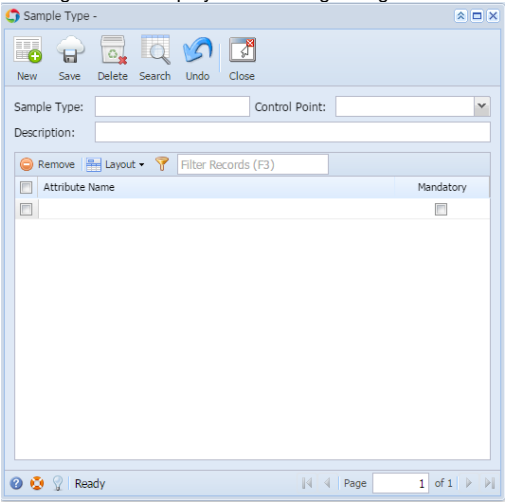 Sample Type -
New Save Delete Search Undo Close
Sample Type: Control Point:
Description:
Remove Layout Filter Records (F3)
Attribute Name Mandatory
Ready Page 1 of 1